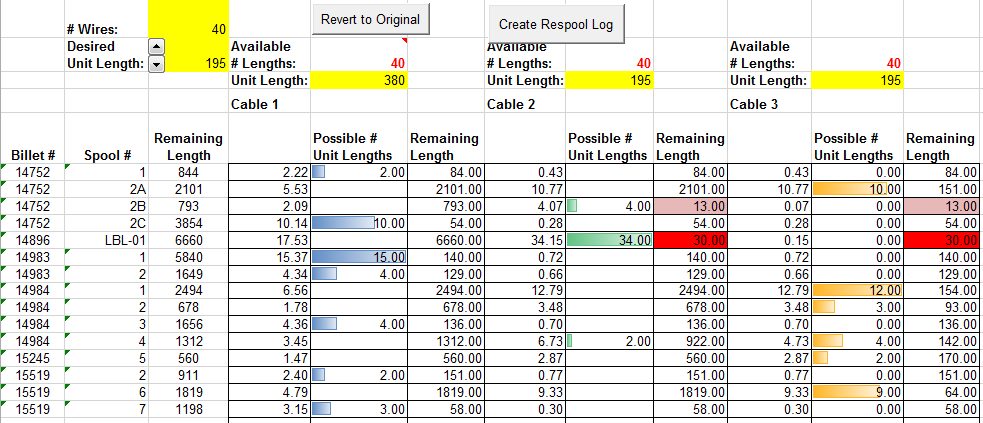 Revert to Original
Create Respool Log
# Wires: 40
Desired Available Available Available
Unit Length: 195 # Lengths: 40 # Lengths: 40 # Lengths: 40
Unit Length: 380 Unit Length: 195 Unit Length: 195
Cable 1 Cable 2 Cable 3
Remaining Possible # Remaining Possible # Remaining Possible # Remaining
Billet # Spool # Length Unit Lengths Length Unit Lengths Length Unit Lengths Length
14752 1 844 2.22 2.00 84.00 0.43 84.00 0.43 0.00 84.00
14752 2A 2101 5.53 2101.00 10.77 2101.00 10.77 10.00 151.00
14752 2B 793 2.09 793.00 4.07 4.00 13.00 0.07 0.00 13.00
14752 2C 3854 10.14 10.00 54.00 0.28 54.00 0.28 0.00 54.00
14896 LBL-01 6660 17.53 6660.00 34.15 34.00 30.00 0.15 0.00 30.00
14983 1 5840 15.37 15.00 140.00 0.72 140.00 0.72 0.00 140.00
14983 2 1649 4.34 4.00 129.00 0.66 129.00 0.66 0.00 129.00
14984 1 2494 6.56 2494.00 12.79 2494.00 12.79 12.00 154.00
14984 2 678 1.78 678.00 3.48 678.00 3.48 3.00 93.00
14984 3 1656 4.36 4.00 136.00 0.70 136.00 0.70 0.00 136.00
14984 4 1312 3.45 1312.00 6.73 2.00 922.00 4.73 4.00 142.00
15245 5 560 1.47 560.00 2.87 560.00 2.87 2.00 170.00
15519 2 911 2.40 2.00 151.00 0.77 151.00 0.77 0.00 151.00
15519 6 1819 4.79 1819.00 9.33 1819.00 9.33 9.00 64.00
15519 7 1198 3.15 3.00 58.00 0.30 58.00 0.30 0.00 58.00